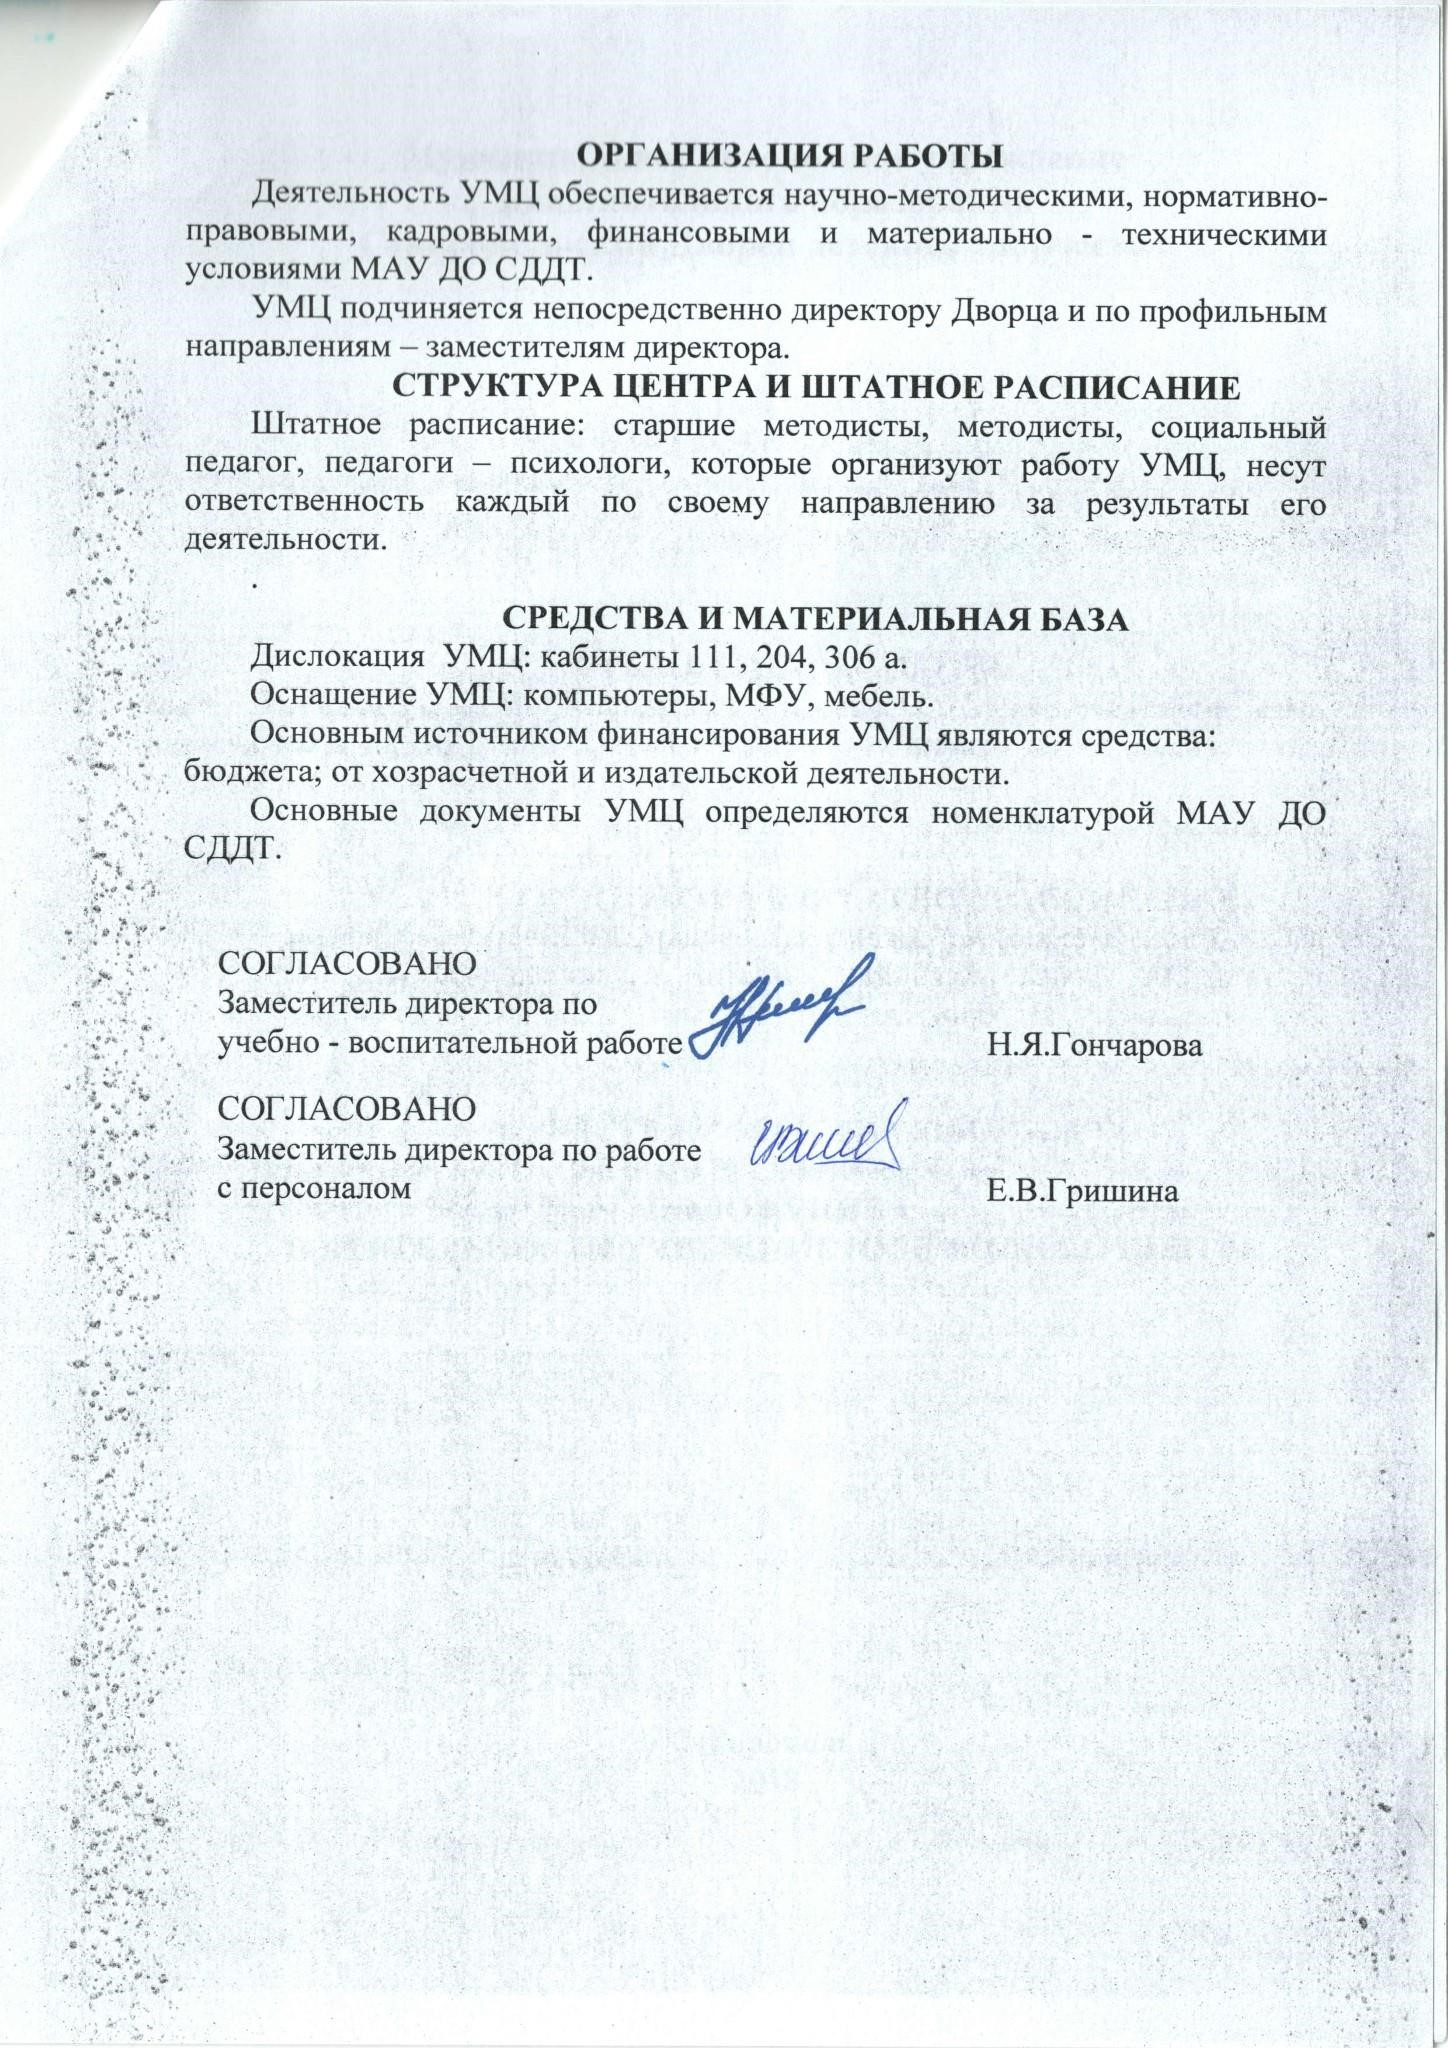 ОРГАНИЗАЦИЯ РАБОТЫ
Деятельность УМЦ обеспечивается научно-методическими, нормативно-
правовыми, кадровыми, финансовыми и материально - техническими
условиями МАУ ДО СДДТ.
УМЦ подчиняется непосредственно директору Дворца и по профильным
направлениям – заместителям директора.
СТРУКТУРА ЦЕНТРА И ШТАТНОЕ РАСПИСАНИЕ
Штатное расписание: старшие методисты, методисты, социальный
педагог, педагоги – психологи, которые организуют работу УМЦ, несут
ответственность каждый по своему направлению за результаты его
деятельности.
.
СРЕДСТВА И МАТЕРИАЛЬНАЯ БАЗА
Дислокация УМЦ: кабинеты 111, 204, 306 а.
Оснащение УМЦ: компьютеры, МФУ, мебель.
Основным источником финансирования УМЦ являются средства:
бюджета; от хозрасчетной и издательской деятельности.
Основные документы УМЦ определяются номенклатурой МАУ ДО
СДДТ.
СОГЛАСОВАНО
Заместитель директора по
учебно - воспитательной работе Н.Я.Гончарова
СОГЛАСОВАНО
Заместитель директора по работе
с персоналом Е.В.Гришина